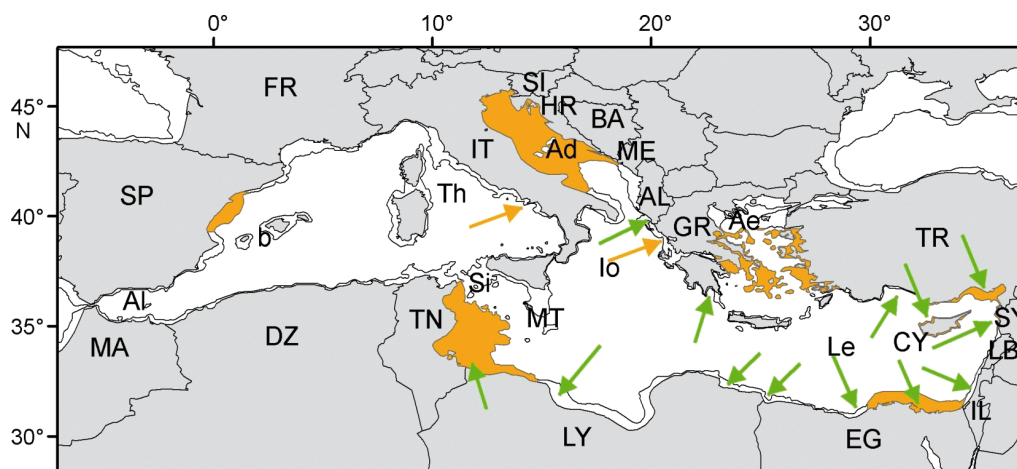 0° 10° 20° 30°
45°
N
40°
35°
30°
FR
SI
HR
BA
IT
Ad
ME
SP
Th
AL
b
GR
Ae
TR
Io
Al
Si
TN
MT
SY
MA
DZ
Le
CY
LB
LY
EG
IL